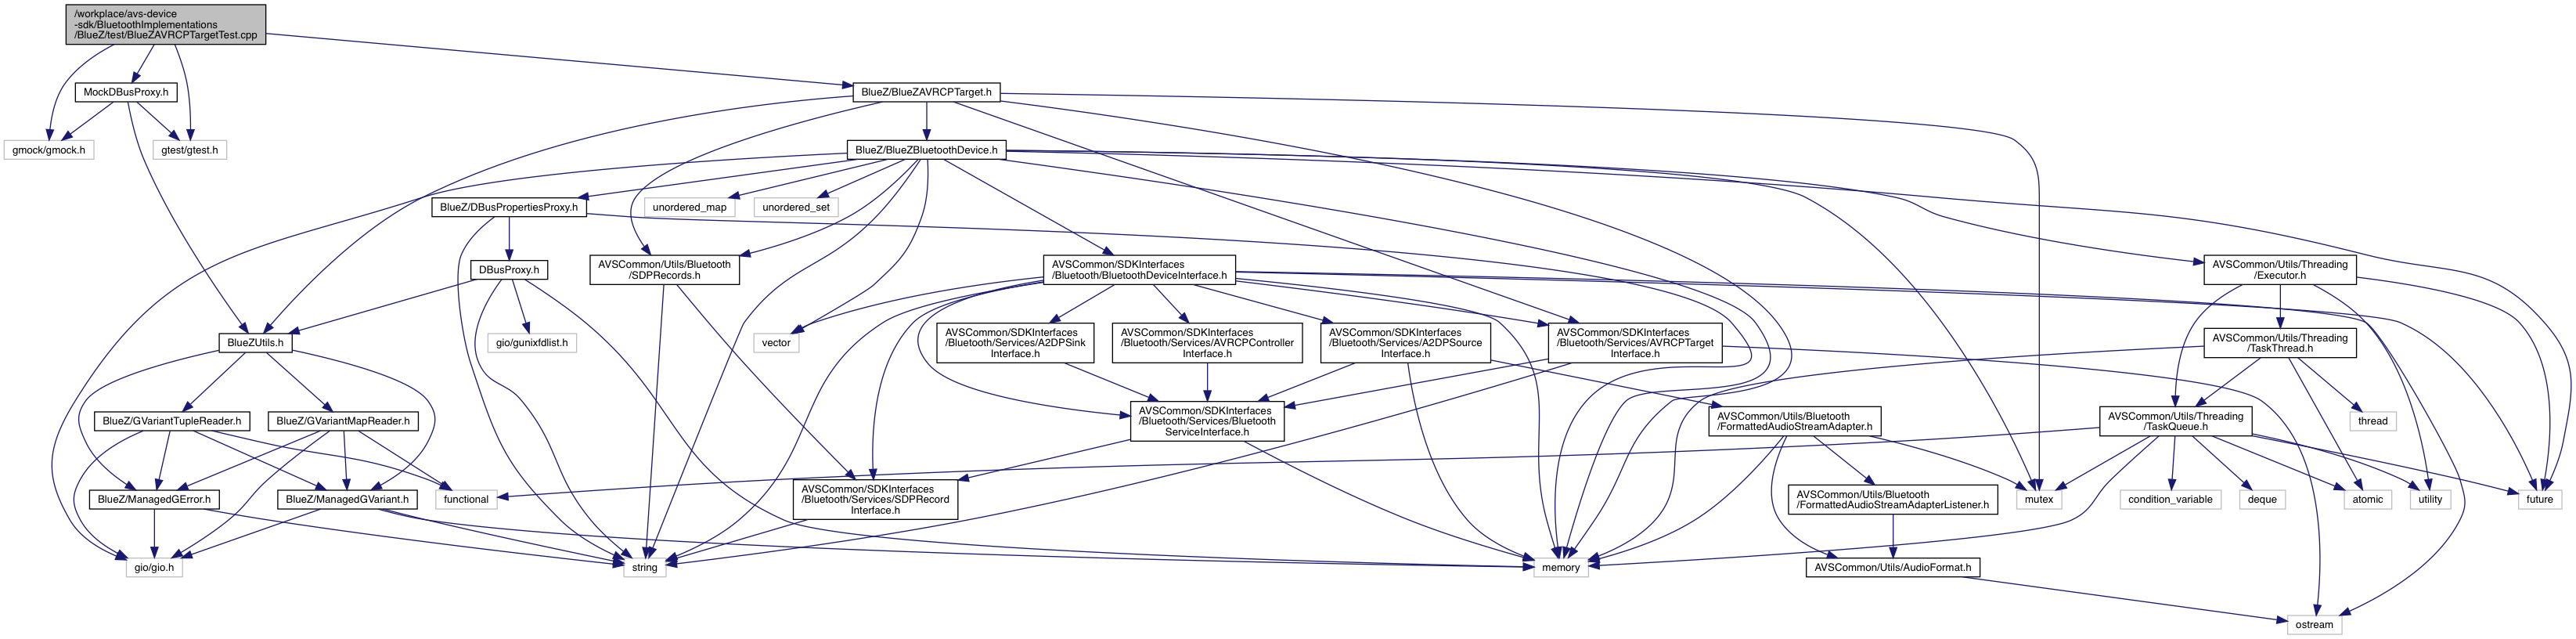 /workplace/avs-device
-sdk/BluetoothImplementations
/BlueZ/test/BlueZAVRCPTargetTest.cpp
MockDBusProxy.h
BlueZ/BlueZAVRCPTarget.h
gmock/gmock.h
gtest/gtest.h
BlueZ/BlueZBluetoothDevice.h
BlueZ/DBusPropertiesProxy.h
unordered_map
unordered_set
DBusProxy.h
AVSCommon/Utils/Bluetooth
/SDPRecords.h
AVSCommon/SDKInterfaces
/Bluetooth/BluetoothDeviceInterface.h
AVSCommon/Utils/Threading
/Executor.h
BlueZUtils.h
gio/gunixfdlist.h
vector
AVSCommon/SDKInterfaces
/Bluetooth/Services/A2DPSink
Interface.h
AVSCommon/SDKInterfaces
/Bluetooth/Services/AVRCPController
Interface.h
AVSCommon/SDKInterfaces
/Bluetooth/Services/A2DPSource
Interface.h
AVSCommon/SDKInterfaces
/Bluetooth/Services/AVRCPTarget
Interface.h
AVSCommon/Utils/Threading
/TaskThread.h
BlueZ/GVariantTupleReader.h
BlueZ/GVariantMapReader.h
AVSCommon/SDKInterfaces
/Bluetooth/Services/Bluetooth
ServiceInterface.h
AVSCommon/Utils/Bluetooth
/FormattedAudioStreamAdapter.h
AVSCommon/Utils/Threading
/TaskQueue.h
thread
BlueZ/ManagedGError.h
BlueZ/ManagedGVariant.h
functional
AVSCommon/SDKInterfaces
/Bluetooth/Services/SDPRecord
Interface.h
AVSCommon/Utils/Bluetooth
/FormattedAudioStreamAdapterListener.h
mutex
condition_variable
deque
atomic
utility
future
gio/gio.h
string
memory
AVSCommon/Utils/AudioFormat.h
ostream